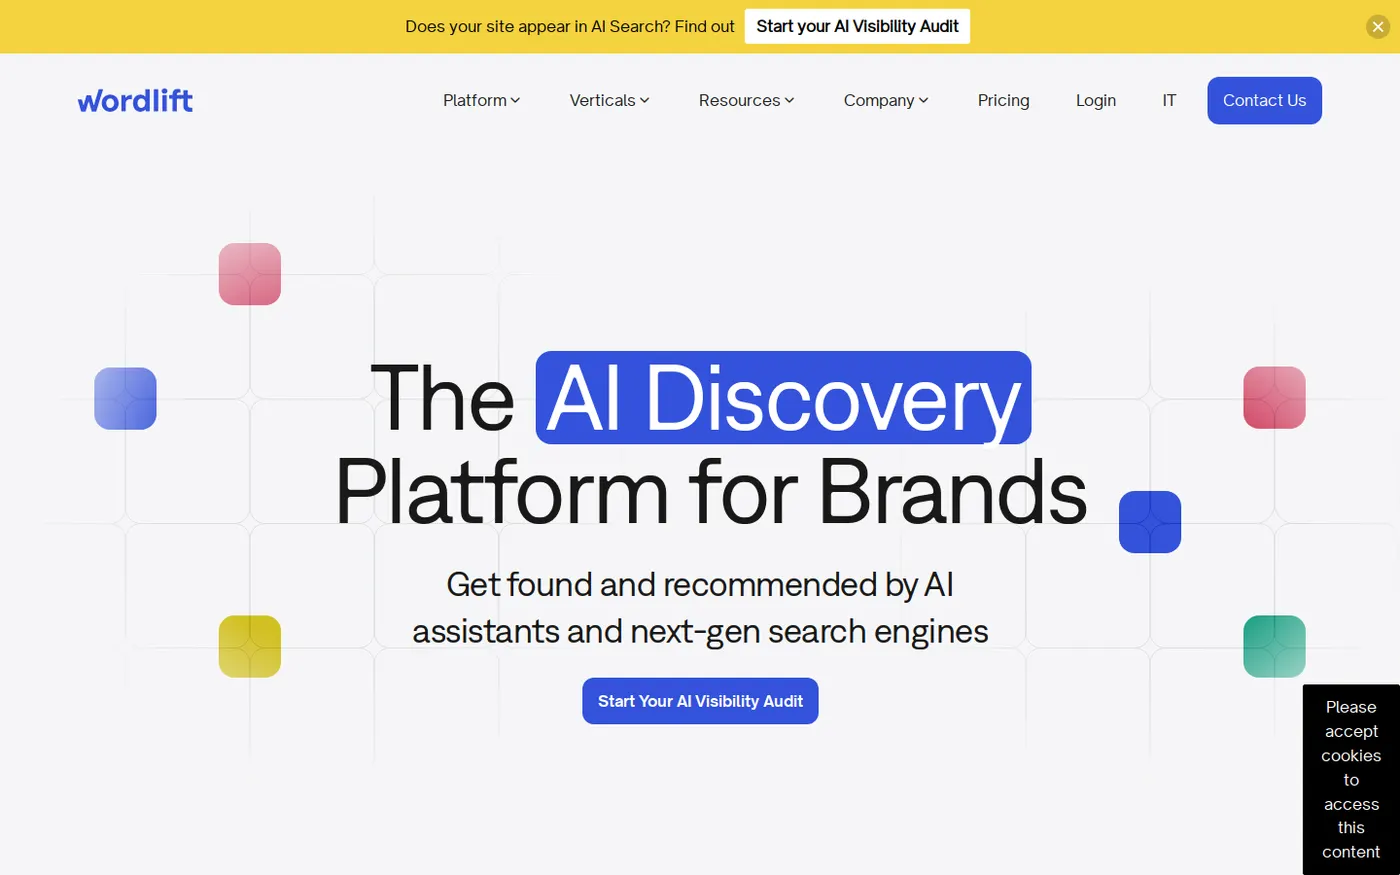 Does your site appear in AI Search? Find out Start your AI Visibility Audit
wordlift Platform Verticals Resources Company Pricing Login IT Contact Us
The AI Discovery
Platform for Brands
Get found and recommended by AI
assistants and next-gen search engines
Start Your AI Visibility Audit
Please
accept
cookies
to
access
this
content